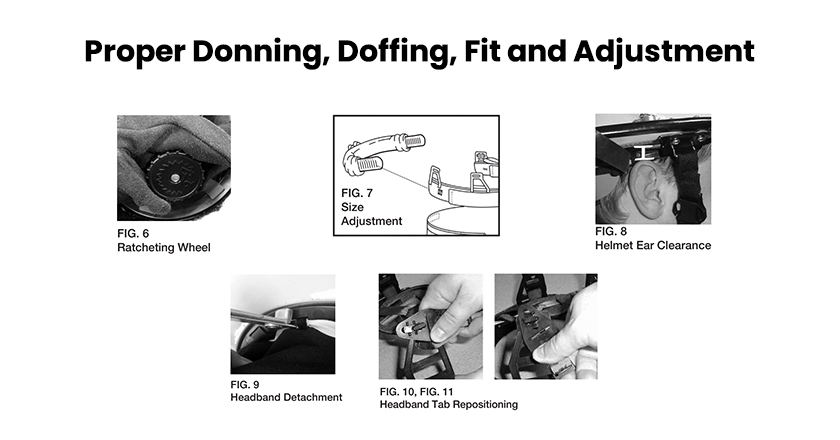 Proper Donning, Doffing, Fit and Adjustment
FIG. 6
Ratcheting Wheel
FIG. 7
Size
Adjustment
FIG. 8
Helmet Ear Clearance
FIG. 9
Headband Detachment
FIG. 10, FIG. 11
Headband Tab Repositioning